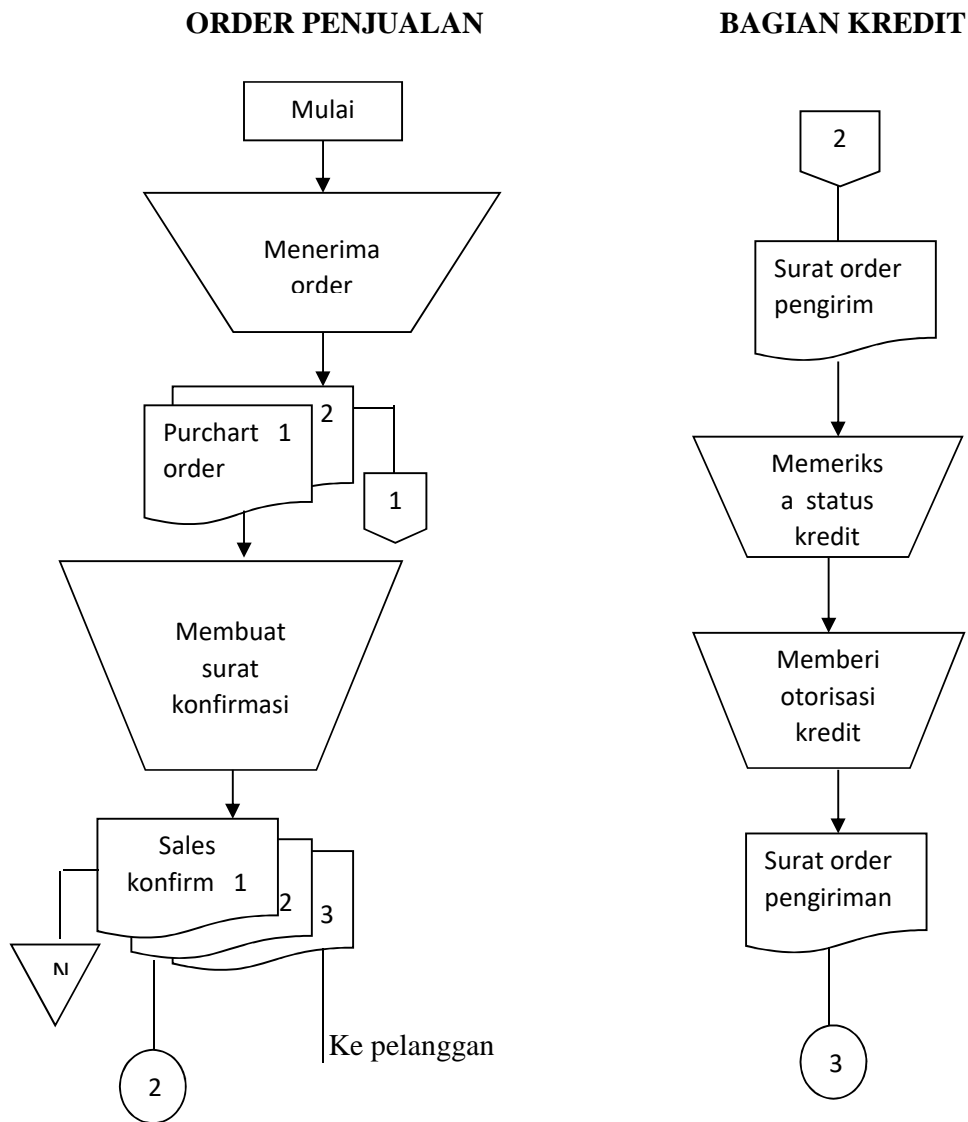 ORDER PENJUALAN
Mulai
Menerima
order
2
Purchart 1
order
1
Membuat
surat
konfirmasi
Sales
konfirm 1
2
3
N
Ke pelanggan
2
BAGIAN KREDIT
2
Surat order
pengirim
Memeriks
a status
kredit
Memberi
otorisasi
kredit
Surat order
pengiriman
3